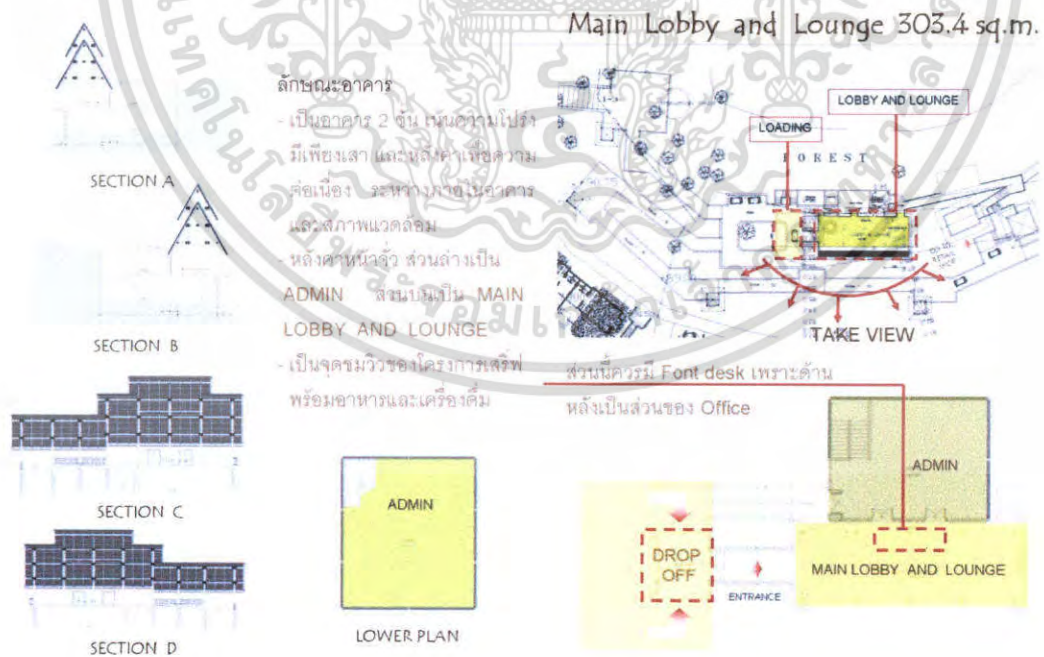 Main Lobby and Lounge 303.4 sq.m.
SECTION A
SECTION B
SECTION C
SECTION D
ลักษณะอาคาร
- เป็นอาคาร 2 ชั้น เน้นความโปร่ง
มีเพียงเสา และหลังคาเพื่อความ
ต่อเนื่อง ระหว่างภายในอาคาร
และสภาพแวดล้อม
- หลังคาหน้าจั่ว ส่วนล่างเป็น
ADMIN ส่วนบนเป็น MAIN
LOBBY AND LOUNGE
- เป็นจุดชมวิวของโครงการเสริฟ
พร้อมอาหารและเครื่องดื่ม
ADMIN
LOWER PLAN
LOBBY AND LOUNGE
LOADING
FOREST
TAKE VIEW
ส่วนนี้ควรมี Font desk เพราะด้าน
หลังเป็นส่วนของ Office
ADMIN
DROP
OFF
ENTRANCE
MAIN LOBBY AND LOUNGE